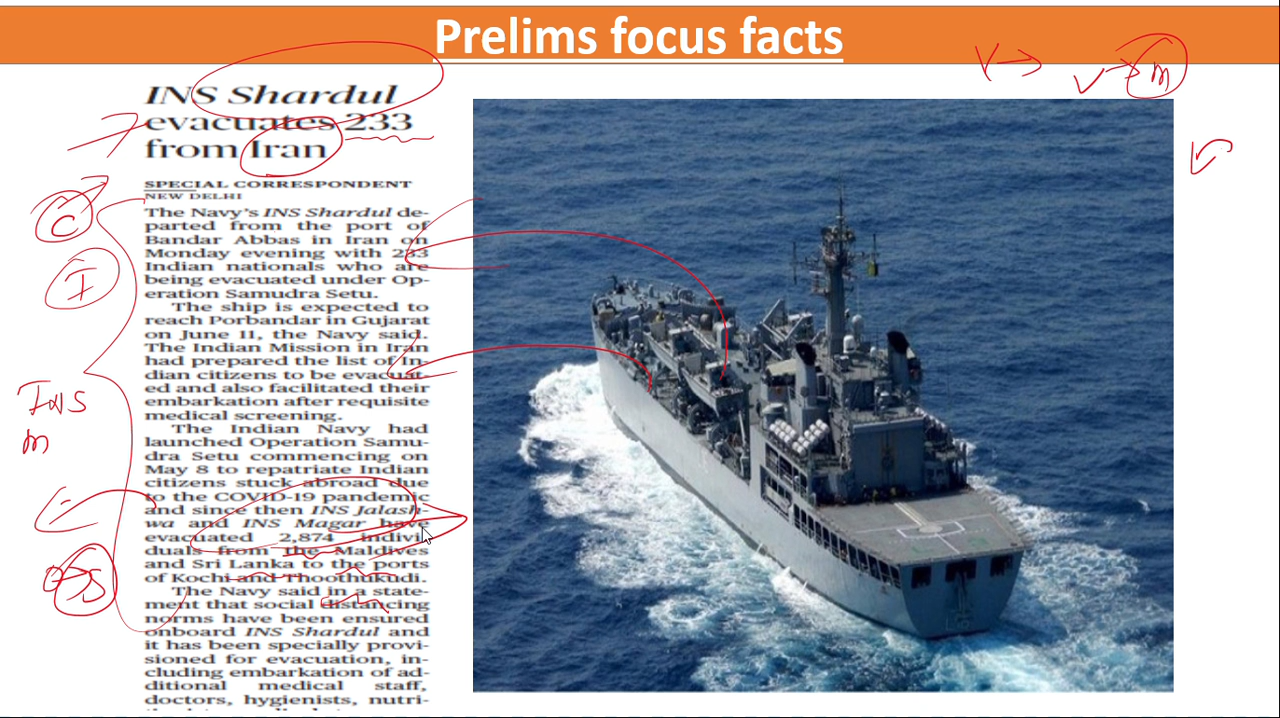 Prelims focus facts
INS Shardul
evacuates 233
from Iran
SPECIAL CORRESPONDENT
NEW DELHI
The Navy's INS Shardul de-
parted from the port of
Bandar Abbas in Iran on
Monday evening with 233
Indian nationals who are
being evacuated under Op-
eration Samudra Setu.
The ship is expected to
reach Porbandar in Gujarat
on June 11, the Navy said.
The Indian Mission in Iran
had prepared the list of In-
dian citizens to be evacuat-
ed and also facilitated their
embarkation after requisite
medical screening.
The Indian Navy had
launched Operation Samu-
dra Setu commencing on
May 8 to repatriate Indian
citizens stuck abroad due
to the COVID-19 pandemic
and since then INS Jalash-
wa and INS Magar have
evacuated 2,874 indivi-
duals from the Maldives
and Sri Lanka to the ports
of Kochi and Thoothukudi.
The Navy said in a state-
ment that social distancing
norms have been ensured
onboard INS Shardul and
it has been specially provi-
sioned for evacuation, in-
cluding embarkation of ad-
ditional medical staff,
doctors, hygienists, nutri-
C
I
INS
m
S
m